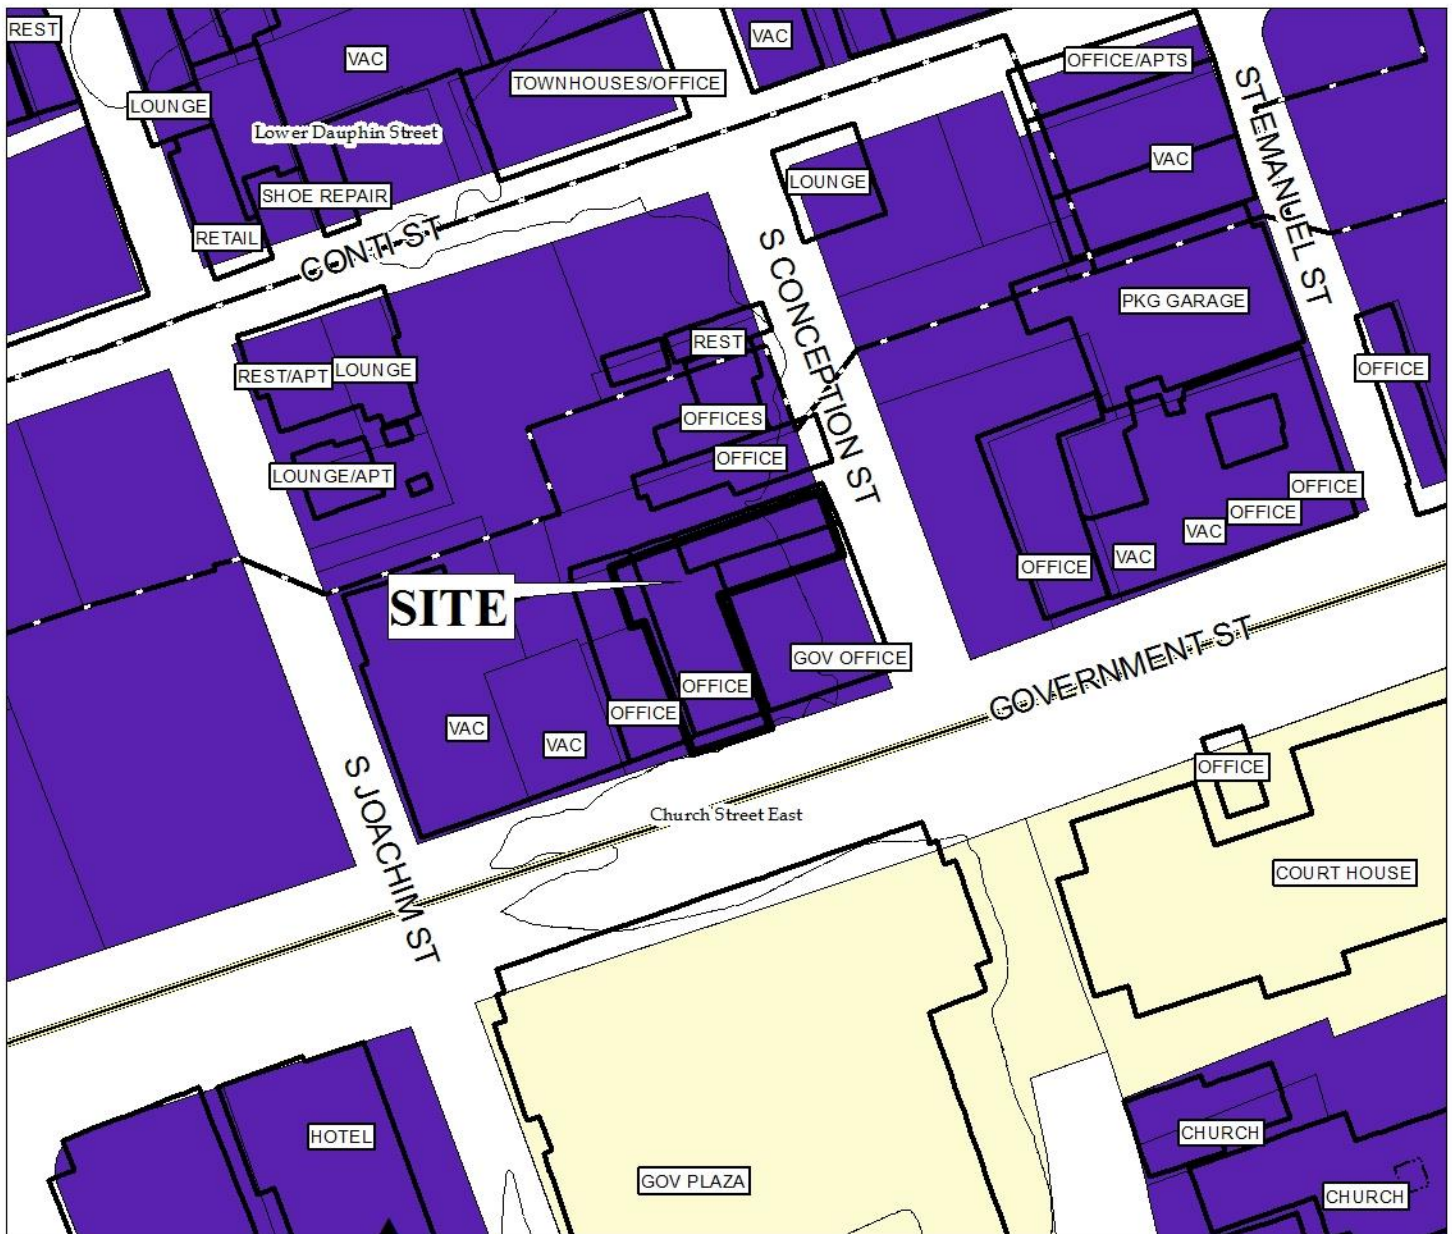 REST
VAC
VAC
OFFICE/APTS
TOWNHOUSES/OFFICE
LOUNGE
Lower Dauphin Street
ST EMANUEL ST
VAC
LOUNGE
SHOE REPAIR
RETAIL
CONTI ST
S CONCEPTION ST
PKG GARAGE
REST
REST/APT
LOUNGE
OFFICE
OFFICES
OFFICE
LOUNGE/APT
OFFICE
OFFICE
VAC
VAC
OFFICE
SITE
GOVERNMENT ST
GOV OFFICE
OFFICE
OFFICE
VAC
VAC
S JOACHIM ST
OFFICE
Church Street East
COURT HOUSE
HOTEL
CHURCH
GOV PLAZA
CHURCH